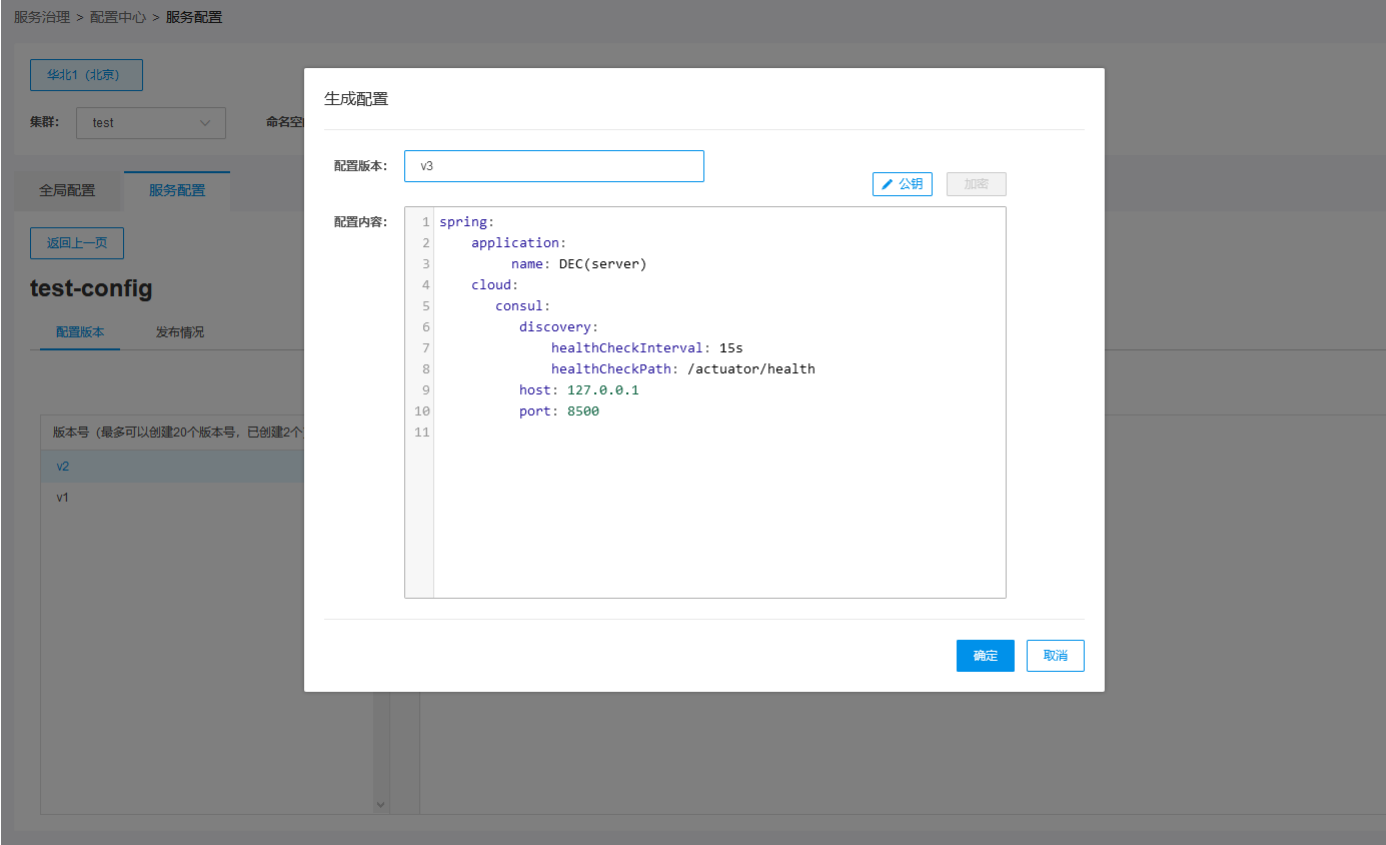 服务治理 > 配置中心 > 服务配置
华北1（北京）
集群：
test
命名空
全局配置
服务配置
返回上一页
test-config
配置版本
发布情况
版本号（最多可以创建20个版本号，已创建2个
v2
v1
生成配置
配置版本：
v3
公钥
加密
配置内容：
1 spring:
2     application:
3          name: DEC(server)
4     cloud:
5        consul:
6           discovery:
7               healthCheckInterval: 15s
8               healthCheckPath: /actuator/health
9           host: 127.0.0.1
10           port: 8500
11
确定
取消